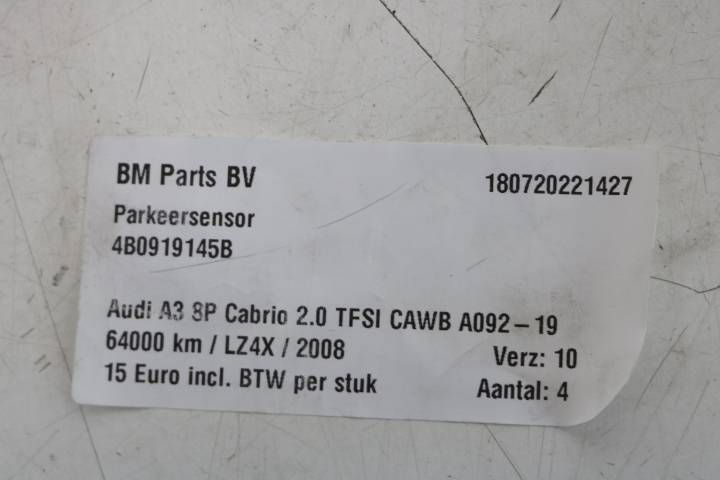 BM Parts BV 180720221427
Parkeersensor
4B0919145B
Audi A3 8P Cabrio 2.0 TFSI CAWB A092-19
64000 km / LZ4X / 2008 Verz: 10
15 Euro incl. BTW per stuk Aantal: 4